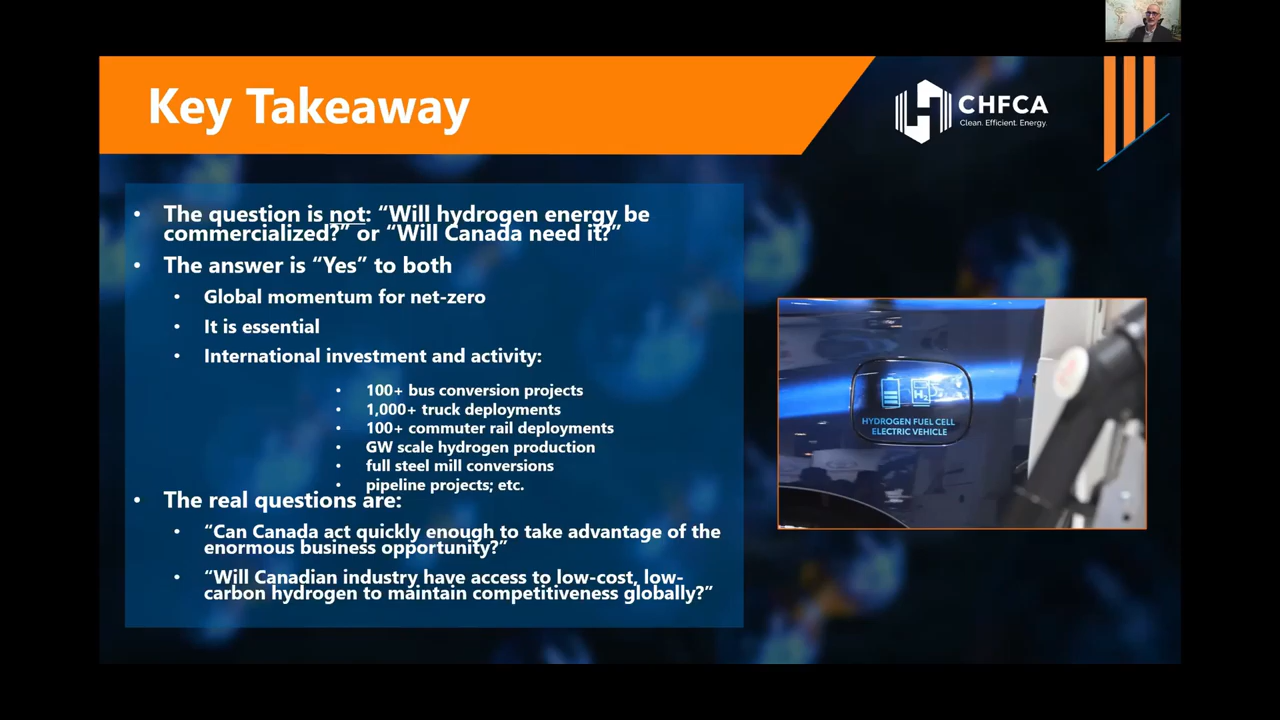 Key Takeaway
CHFCA
Clean. Efficient. Energy.
• The question is not: “Will hydrogen energy be
commercialized?” or “Will Canada need it?”
• The answer is “Yes” to both
• Global momentum for net-zero
• It is essential
• International investment and activity:
• 100+ bus conversion projects
• 1,000+ truck deployments
• 100+ commuter rail deployments
• GW scale hydrogen production
• full steel mill conversions
• pipeline projects; etc.
• The real questions are:
• “Can Canada act quickly enough to take advantage of the
enormous business opportunity?”
• “Will Canadian industry have access to low-cost, low-
carbon hydrogen to maintain competitiveness globally?”
H2
HYDROGEN FUEL CELL
ELECTRIC VEHICLE